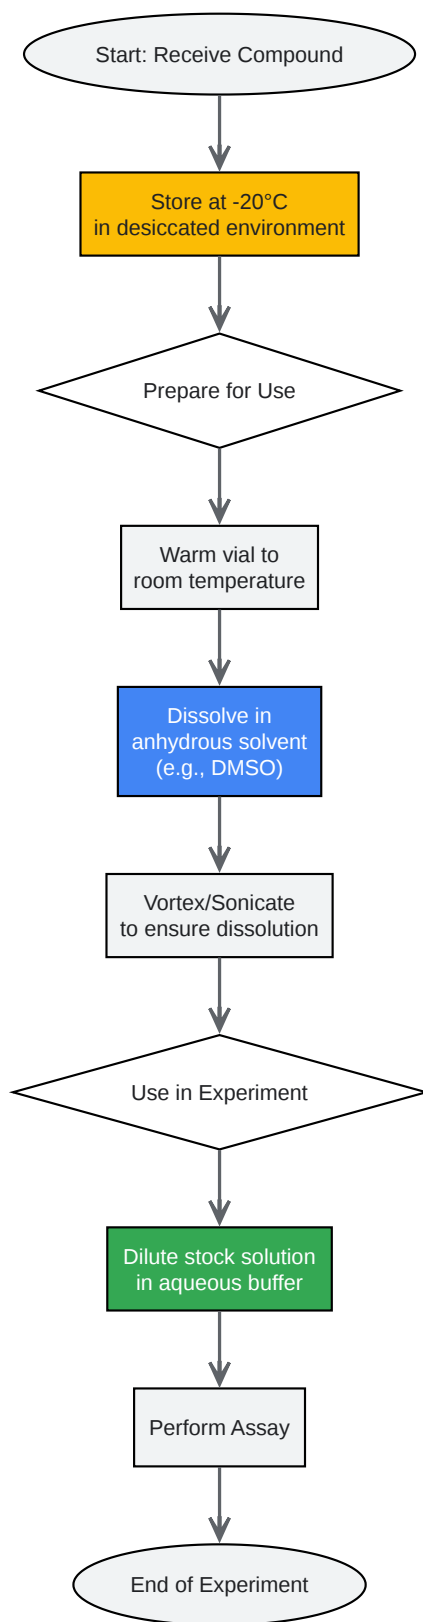 Start: Receive Compound
Store at -20°C
in desiccated environment
Prepare for Use
Warm vial to
room temperature
Dissolve in
anhydrous solvent
(e.g., DMSO)
Vortex/Sonicate
to ensure dissolution
Use in Experiment
Dilute stock solution
in aqueous buffer
Perform Assay
End of Experiment